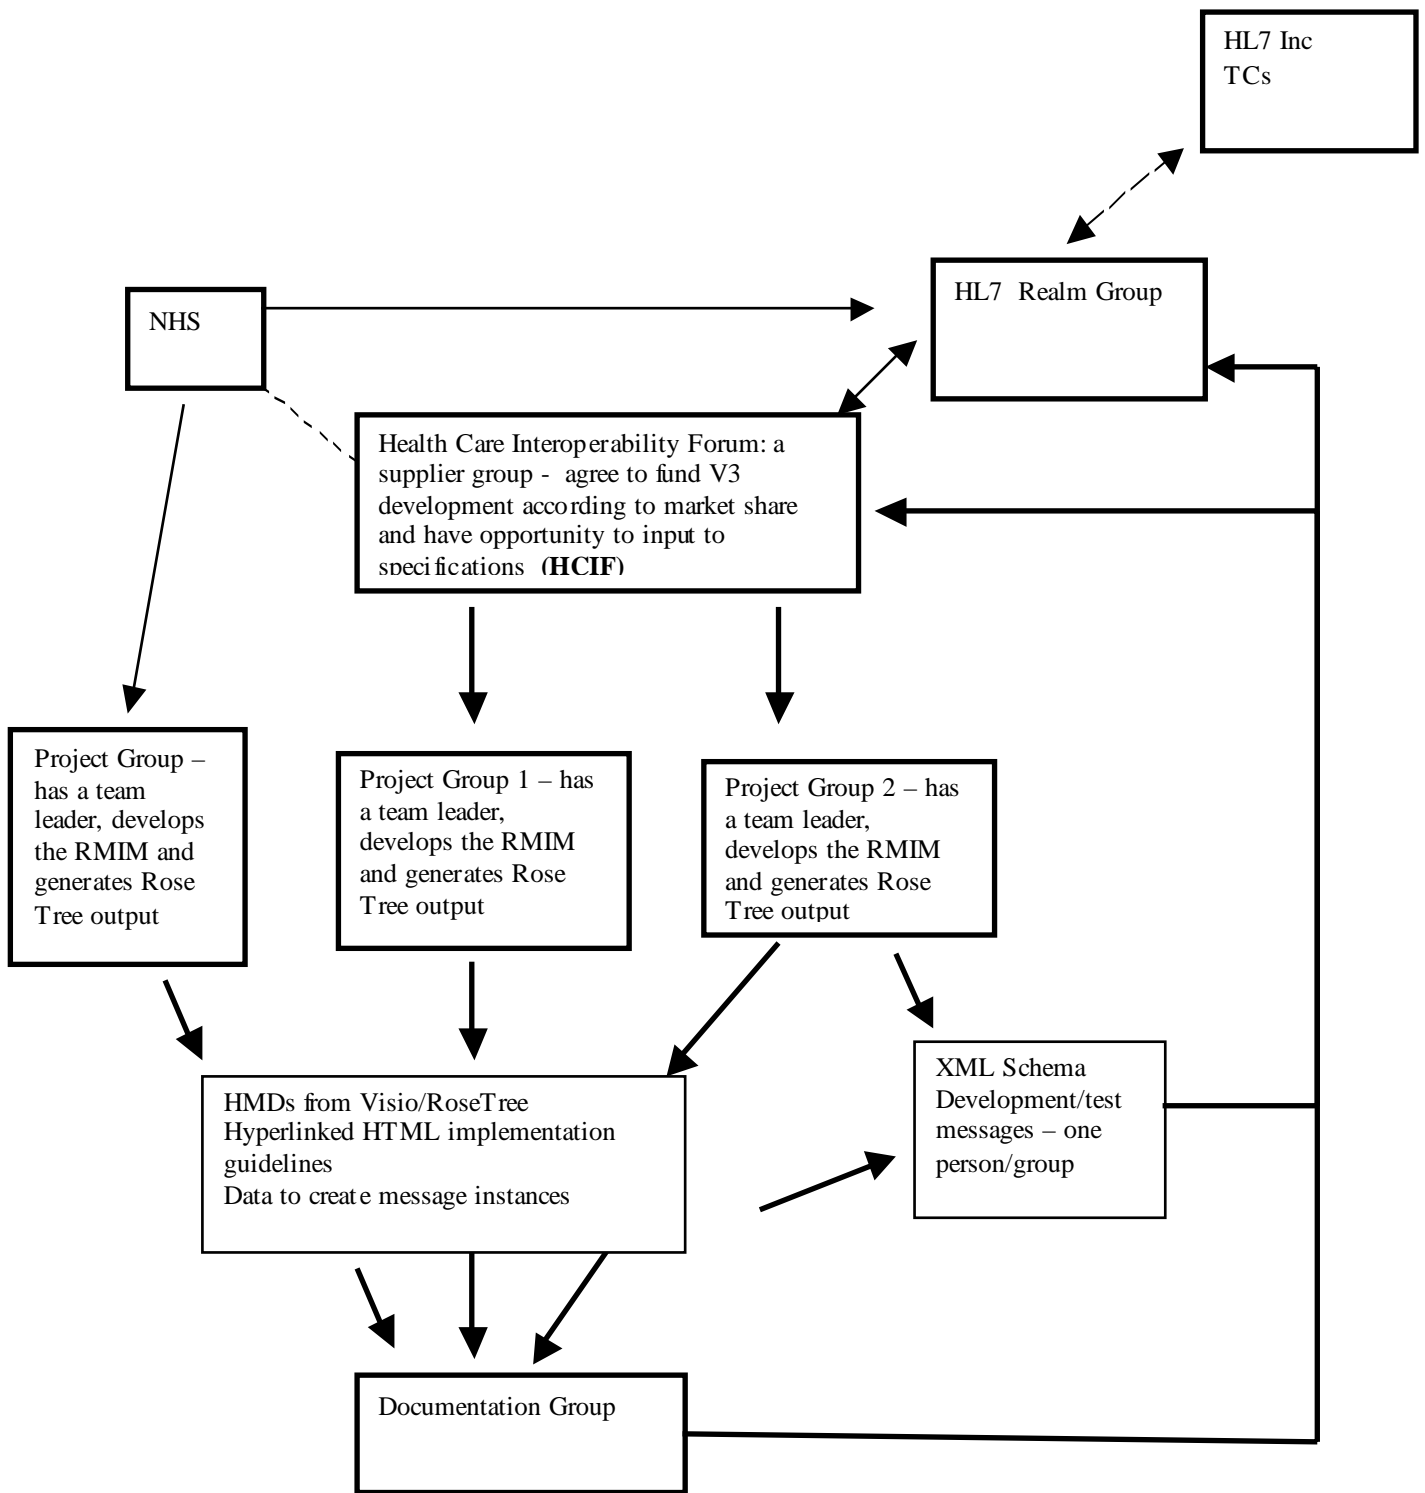 HL7 Inc
TCs
HL7 Realm Group
NHS
Health Care Interoperability Forum: a
supplier group - agree to fund V3
development according to market share
and have opportunity to input to
specifications (HCIF)
Project Group –
has a team
leader, develops
the RMIM and
generates Rose
Tree output
Project Group 1 – has
a team leader,
develops the RMIM
and generates Rose
Tree output
Project Group 2 – has
a team leader,
develops the RMIM
and generates Rose
Tree output
HMDs from Visio/RoseTree
Hyperlinked HTML implementation
guidelines
Data to create message instances
XML Schema
Development/test
messages – one
person/group
Documentation Group